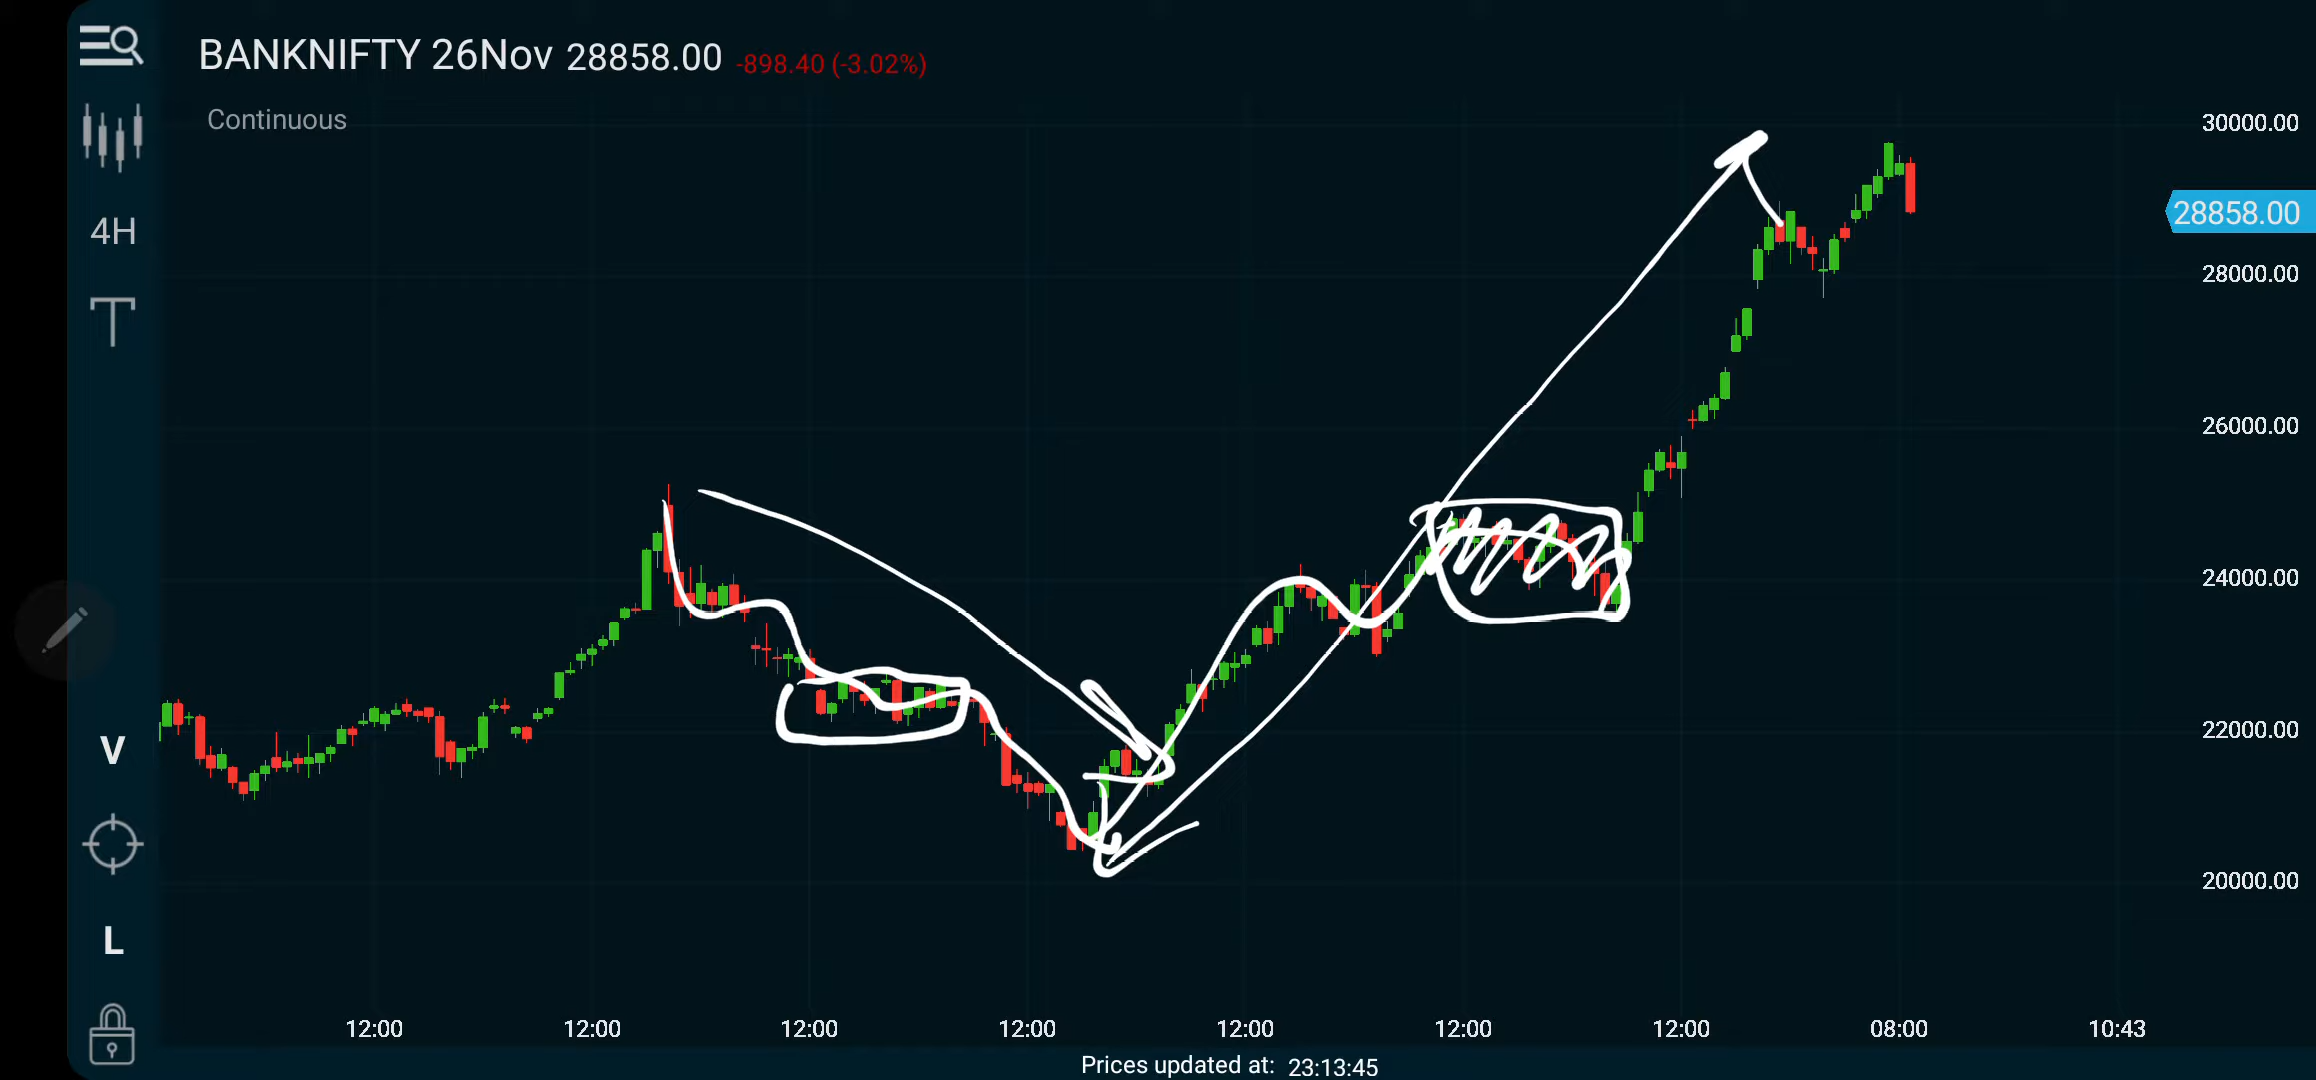 BANKNIFTY 26Nov 28858.00 -898.40 (-3.02%)
Continuous
4H
T
V
L
30000.00
28858.00
28000.00
26000.00
24000.00
22000.00
20000.00
12:00 12:00 12:00 12:00 12:00 12:00 12:00 08:00 10:43
Prices updated at: 23:13:45